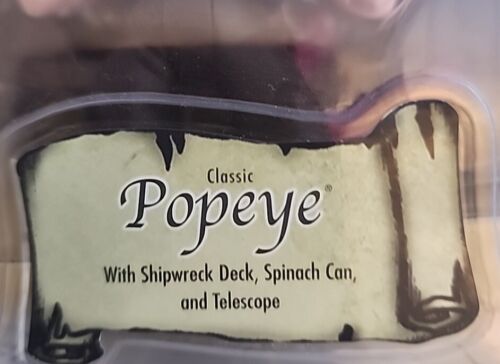 Classic
Popeye®
With Shipwreck Deck, Spinach Can,
and Telescope